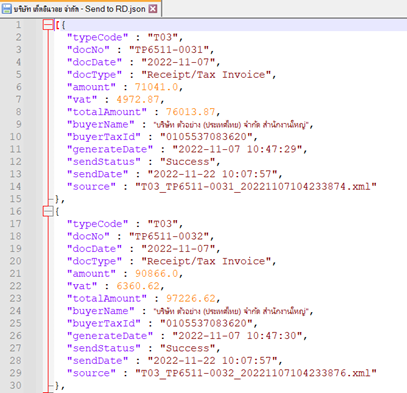 บริษัท เด็คลีแวอย จำกัด - Send to RD.json
1 [{
2 "typeCode" : "T03",
3 "docNo" : "TP6511-0031",
4 "docDate" : "2022-11-07",
5 "docType" : "Receipt/Tax Invoice",
6 "amount" : 71041.0,
7 "vat" : 4972.87,
8 "totalAmount" : 76013.87,
9 "buyerName" : "บริษัท ตัวอย่าง (ประเทศไทย) จำกัด สำนักงานใหญ่",
10 "buyerTaxId" : "0105537083620",
11 "generateDate" : "2022-11-07 10:47:29",
12 "sendStatus" : "Success",
13 "sendDate" : "2022-11-22 10:07:57",
14 "source" : "T03_TP6511-0031_20221107104233874.xml"
15 },
16 {
17 "typeCode" : "T03",
18 "docNo" : "TP6511-0032",
19 "docDate" : "2022-11-07",
20 "docType" : "Receipt/Tax Invoice",
21 "amount" : 90866.0,
22 "vat" : 6360.62,
23 "totalAmount" : 97226.62,
24 "buyerName" : "บริษัท ตัวอย่าง (ประเทศไทย) จำกัด สำนักงานใหญ่",
25 "buyerTaxId" : "0105537083620",
26 "generateDate" : "2022-11-07 10:47:30",
27 "sendStatus" : "Success",
28 "sendDate" : "2022-11-22 10:07:57",
29 "source" : "T03_TP6511-0032_20221107104233876.xml"
30 },